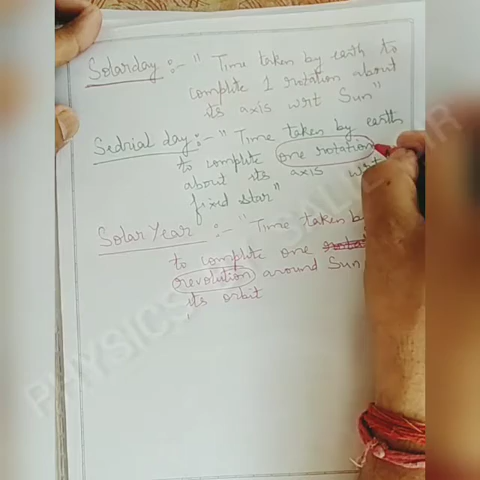 Solar day :- " Time taken by earth to
complete 1 rotation about
its axis wrt Sun "
Sedrial day :- " Time taken by earth
to complete one rotation
about its axis wrt
fixed star "
Solar Year :- " Time taken b
to complete one
revolution around Sun
its orbit